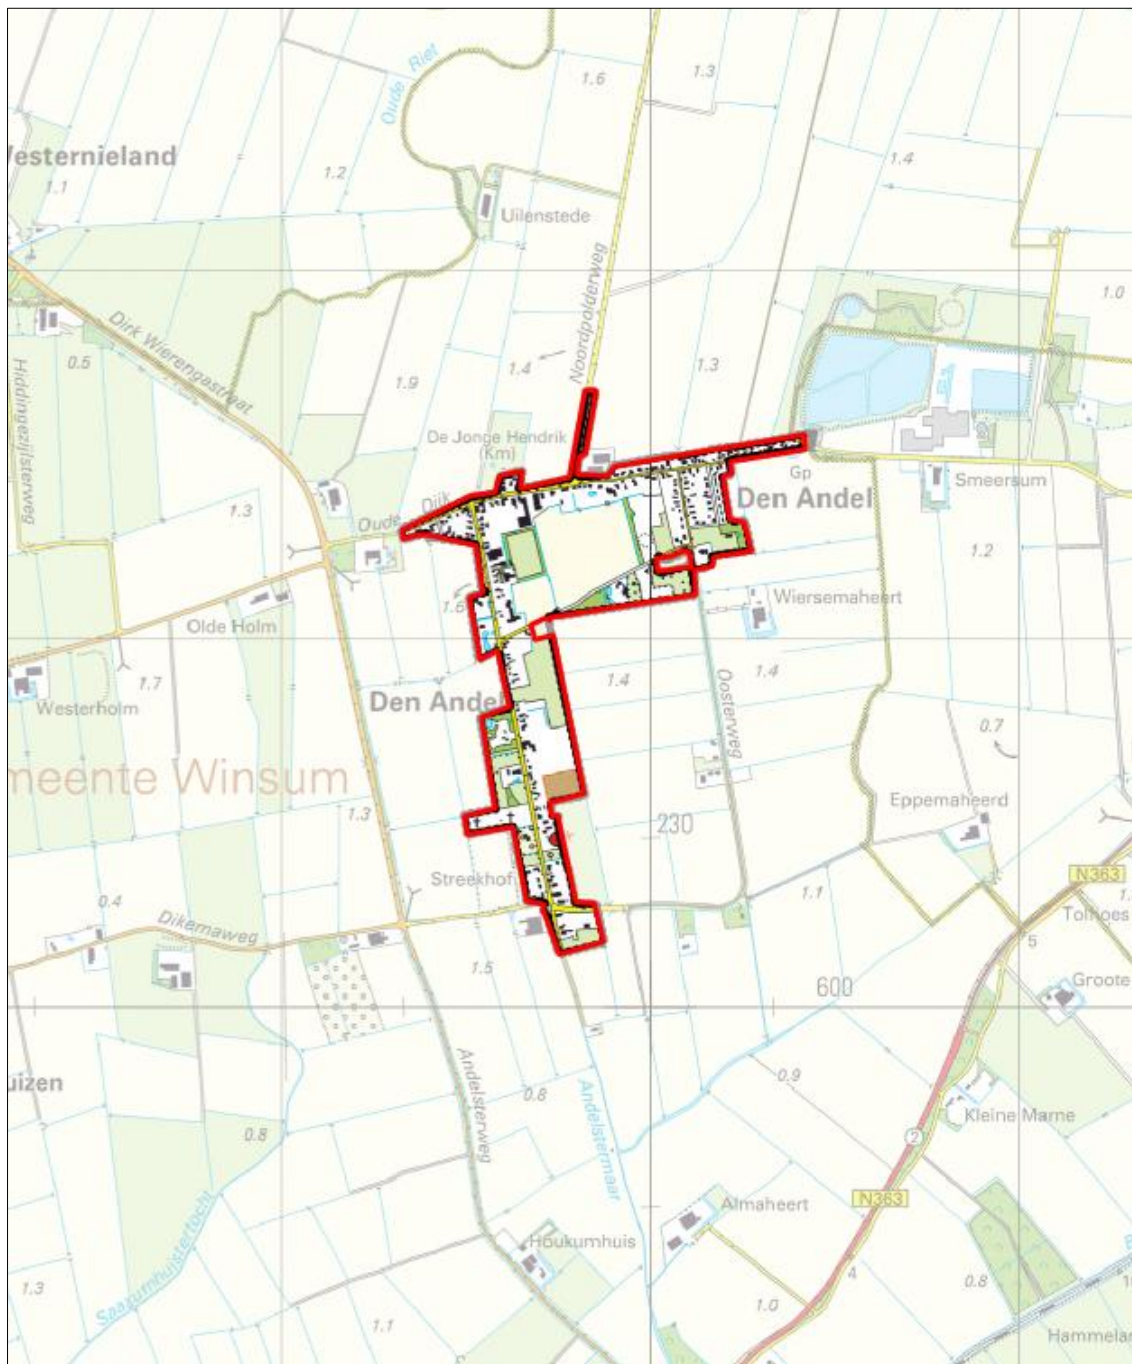 Oude Riet
1.6
1.3
Westernieland
1.1
1.2
1.4
Uilenstede
Noordpolderweg
1.0
Dirk Wierengastraat
0.5
Hiddingezijlsterweg
1.9
1.4
1.3
De Jonge Hendrik
(Km)
Gp
Den Andel
Smeersum
1.3
Oude Dijk
1.2
1.6
Wiersemaheert
Olde Holm
1.7
Westerholm
Den Andel
1.4
1.4
Oosterweg
0.7
meente Winsum
1.3
Eppemaheerd
230
Streekhof
N363
1.1
0.4
Dikemaweg
Tolhoes
5
1.5
600
Groote
uizen
Andelsterweg
0.8
Andelstermaar
0.9
Kleine Marne
0.8
2
Saaxumhuistertocht
Almaheert
N363
Houkumhuis
4
0.8
1.3
1.0
1.1
Hammelan